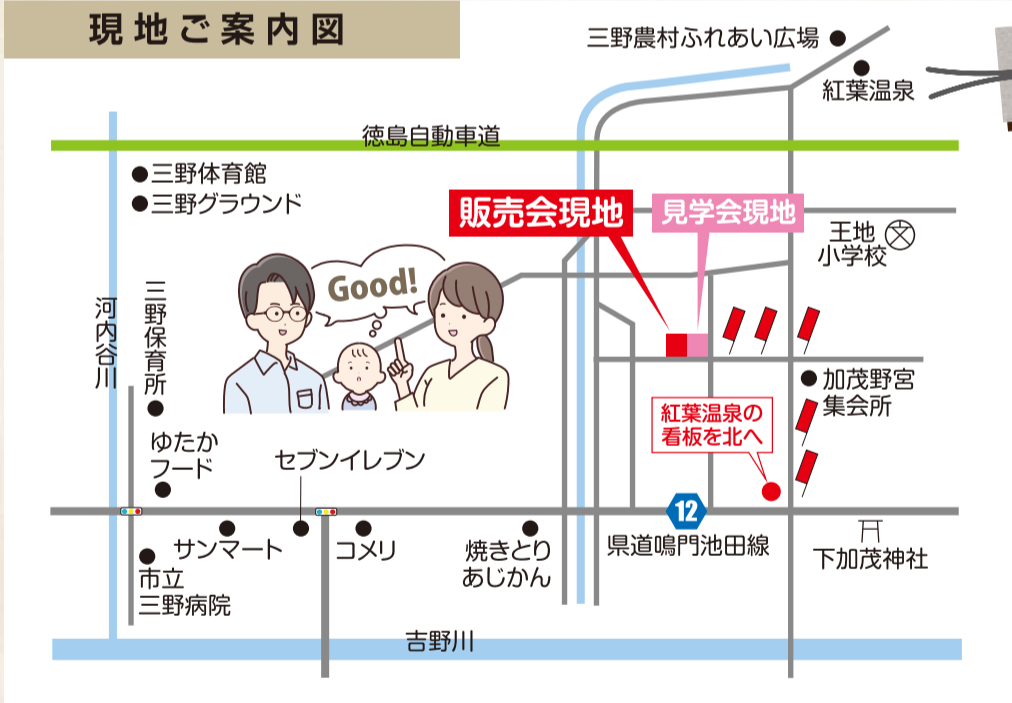 現地ご案内図
三野農村ふれあい広場
紅葉温泉
徳島自動車道
三野体育館
三野グラウンド
販売会現地
見学会現地
王地
小学校
文
Good!
河内谷川
三野保育所
加茂野宮
集会所
紅葉温泉の
看板を北へ
ゆたか
フード
セブンイレブン
12
サンマート
コメリ
焼きとり
あじかん
県道鳴門池田線
下加茂神社
市立
三野病院
吉野川